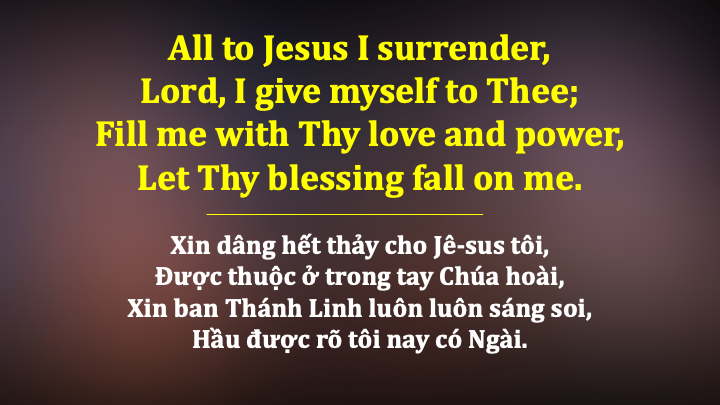 All to Jesus I surrender,
Lord, I give myself to Thee;
Fill me with Thy love and power,
Let Thy blessing fall on me.
Xin dâng hết thảy cho Jê-sus tôi,
Được thuộc ở trong tay Chúa hoài,
Xin ban Thánh Linh luôn luôn sáng soi,
Hầu được rõ tôi nay có Ngài.